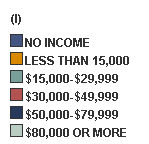 (I)
NO INCOME
LESS THAN 15,000
$15,000-$29,999
$30,000-$49,999
$50,000-$79,999
$80,000 OR MORE